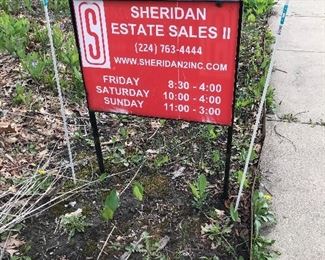 S
SHERIDAN
ESTATE SALES II
(224) 763-4444
WWW.SHERIDAN2INC.COM
FRIDAY 8:30 - 4:00
SATURDAY 10:00 - 4:00
SUNDAY 11:00 - 3:00